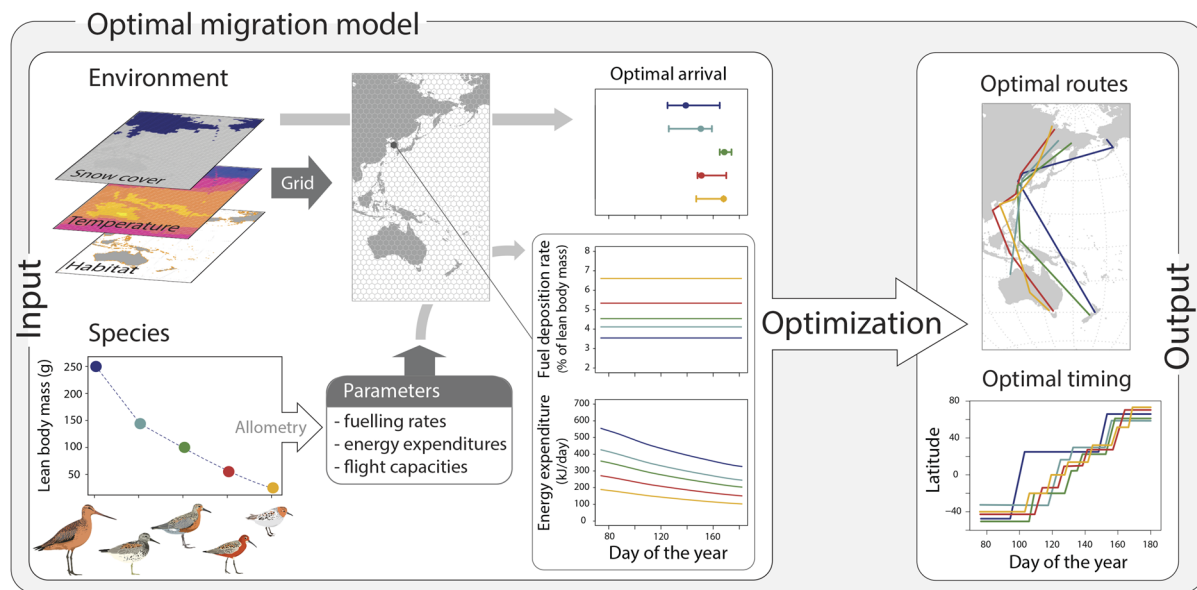 Optimal migration model
Input
Environment
Snow cover
Temperature
Habitat
Grid
Species
Lean body mass (g)
250
200
150
100
50
Allometry
Parameters
- fuelling rates
- energy expenditures
- flight capacities
Optimal arrival
Fuel deposition rate
(% of lean body mass)
8
7
6
5
4
3
2
Energy expenditure
(kJ/day)
700
600
500
400
300
200
100
0
80
100
120
140
160
180
Day of the year
Optimization
Output
Optimal routes
Optimal timing
Latitude
80
40
0
−40
80
100
120
140
160
180
Day of the year